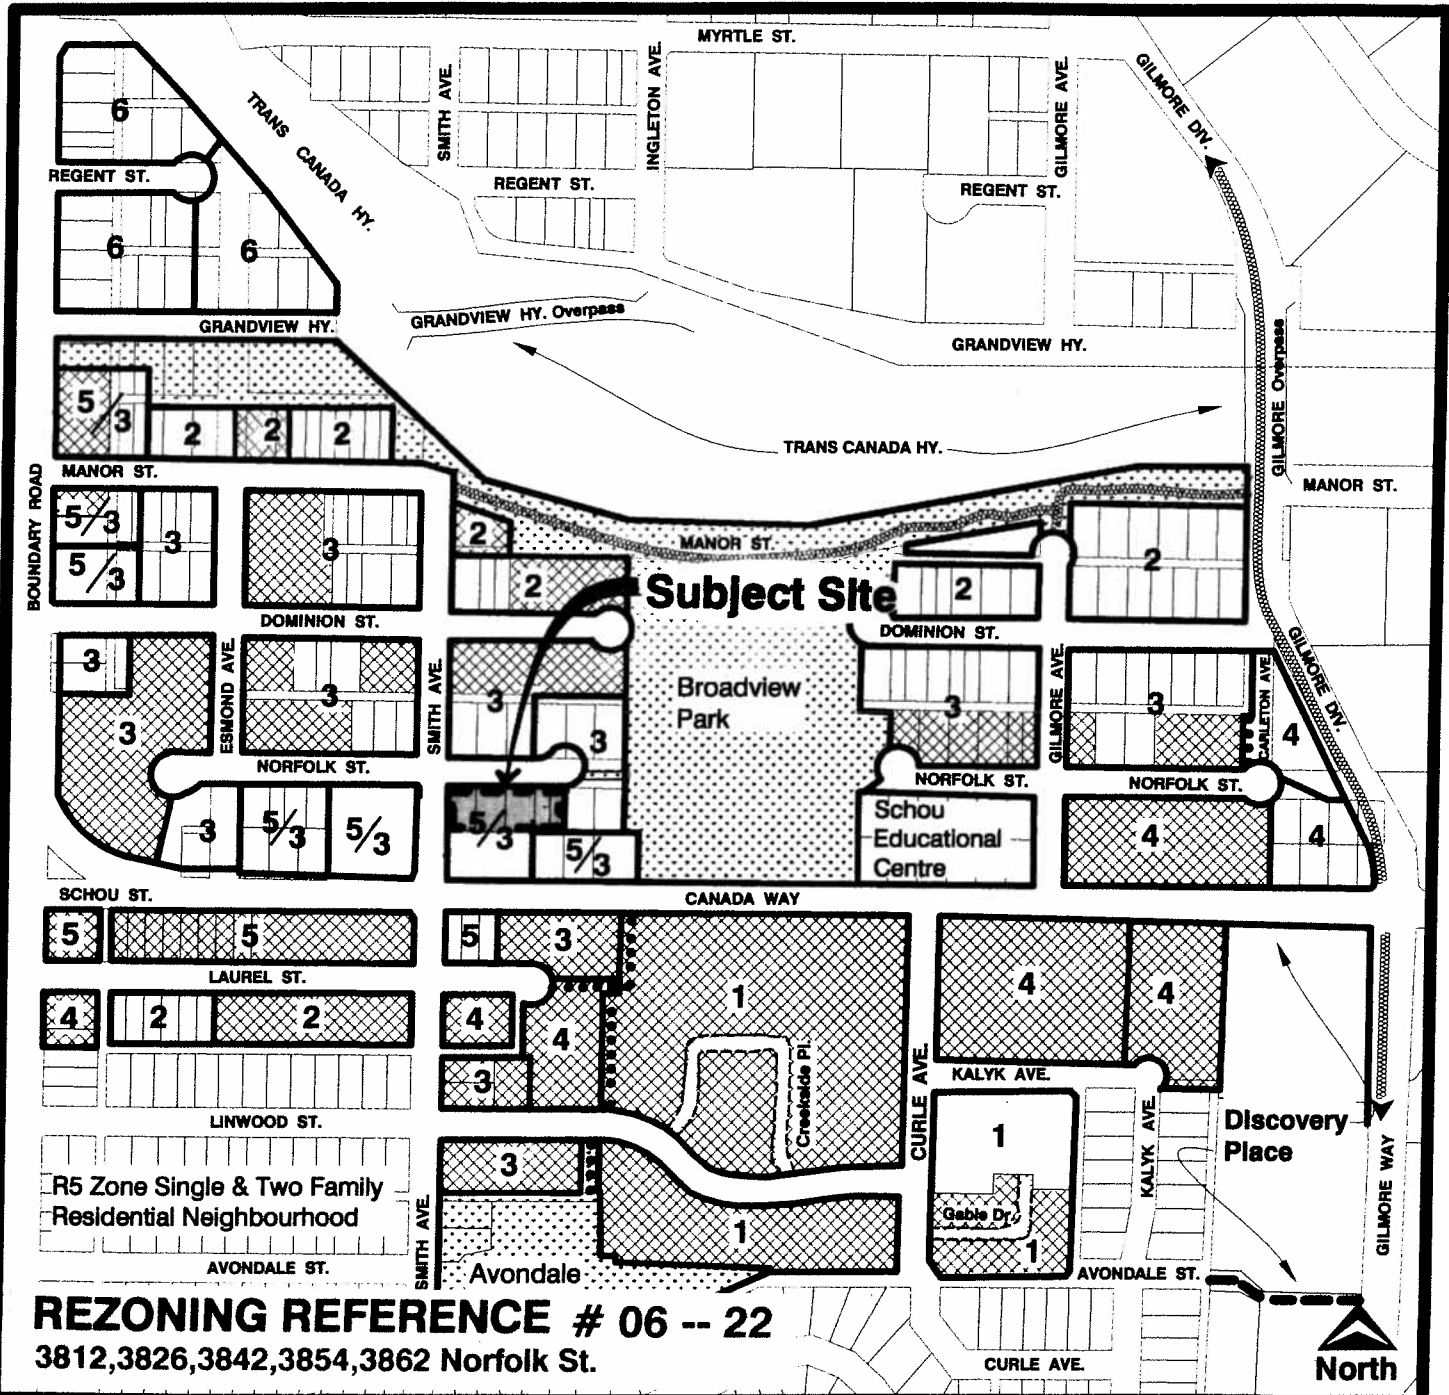 MYRTLE ST.
GILMORE DIV.
TRANS CANADA HY.
SMITH AVE.
INGLETON AVE.
GILMORE AVE.
6
REGENT ST.
REGENT ST.
REGENT ST.
6
6
GRANDVIEW HY.
GRANDVIEW HY. Overpass
GRANDVIEW HY.
GILMORE Overpass
5/3
2
2
2
TRANS CANADA HY.
BOUNDARY ROAD
MANOR ST.
MANOR ST.
5/3
3
3
2
MANOR ST.
5/3
2
Subject Site
2
2
DOMINION ST.
DOMINION ST.
GILMORE DIV.
3
ESMOND AVE.
3
SMITH AVE.
3
Broadview
Park
3
GILMORE AVE.
3
CARLETON AVE.
4
3
3
NORFOLK ST.
NORFOLK ST.
NORFOLK ST.
3
5/3
5/3
5/3
5/3
Schou
Educational
Centre
4
4
SCHOU ST.
CANADA WAY
5
5
5
3
LAUREL ST.
1
4
4
4
2
2
4
4
3
Creekside Pl.
CURLE AVE.
KALYK AVE.
LINWOOD ST.
1
KALYK AVE.
Discovery
Place
3
R5 Zone Single & Two Family
Residential Neighbourhood
SMITH AVE.
1
Gable Dr.
1
GILMORE WAY
AVONDALE ST.
Avondale
AVONDALE ST.
REZONING REFERENCE # 06 -- 22
3812,3826,3842,3854,3862 Norfolk St.
CURLE AVE.
North